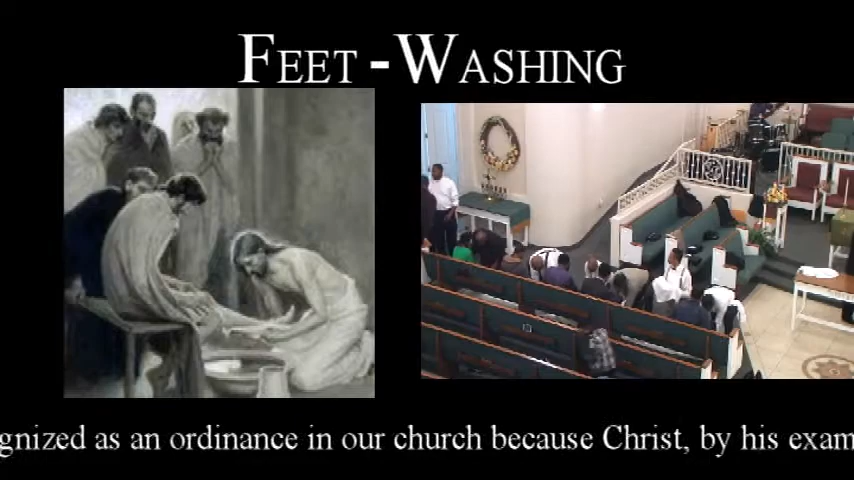 FEET-WASHING
gnized as an ordinance in our church because Christ, by his exam